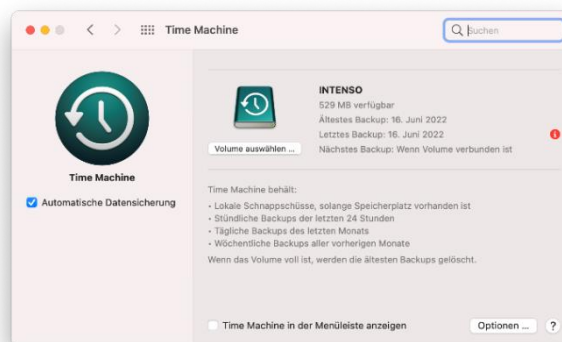 Time Machine
Suchen
Time Machine
Automatische Datensicherung
INTENSO
529 MB verfügbar
Ältestes Backup: 16. Juni 2022
Letztes Backup: 16. Juni 2022
Nächstes Backup: Wenn Volume verbunden ist
Volume auswählen ...
Time Machine behält:
• Lokale Schnappschüsse, solange Speicherplatz vorhanden ist
• Stündliche Backups der letzten 24 Stunden
• Tägliche Backups des letzten Monats
• Wöchentliche Backups aller vorherigen Monate
Wenn das Volume voll ist, werden die ältesten Backups gelöscht.
Time Machine in der Menüleiste anzeigen
Optionen ...
?